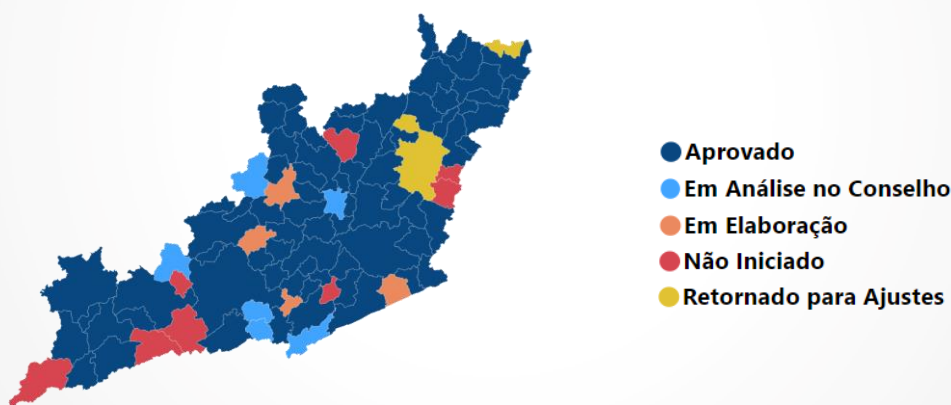 Aprovado
Em Análise no Conselho
Em Elaboração
Não Iniciado
Retornado para Ajustes